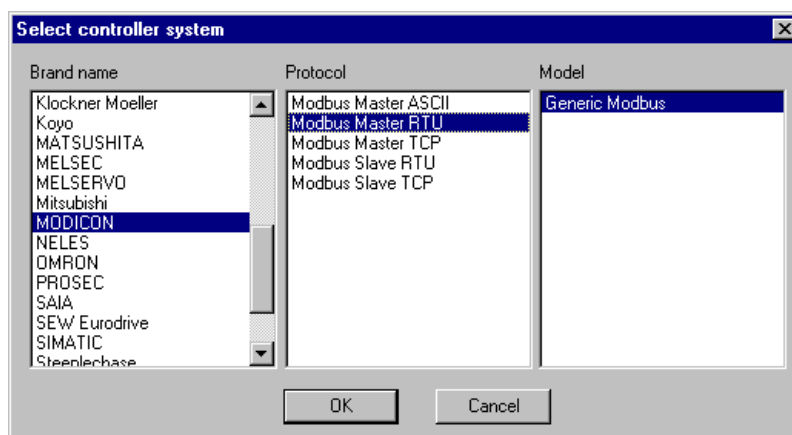 Select controller system
Brand name
Klockner Moeller
Koyo
MATSUSHITA
MELSEC
MELSERVO
Mitsubishi
MODICON
NELES
OMRON
PROSEC
SAIA
SEW Eurodrive
SIMATIC
Steeplechase
Protocol
Modbus Master ASCII
Modbus Master RTU
Modbus Master TCP
Modbus Slave RTU
Modbus Slave TCP
Model
Generic Modbus
OK
Cancel